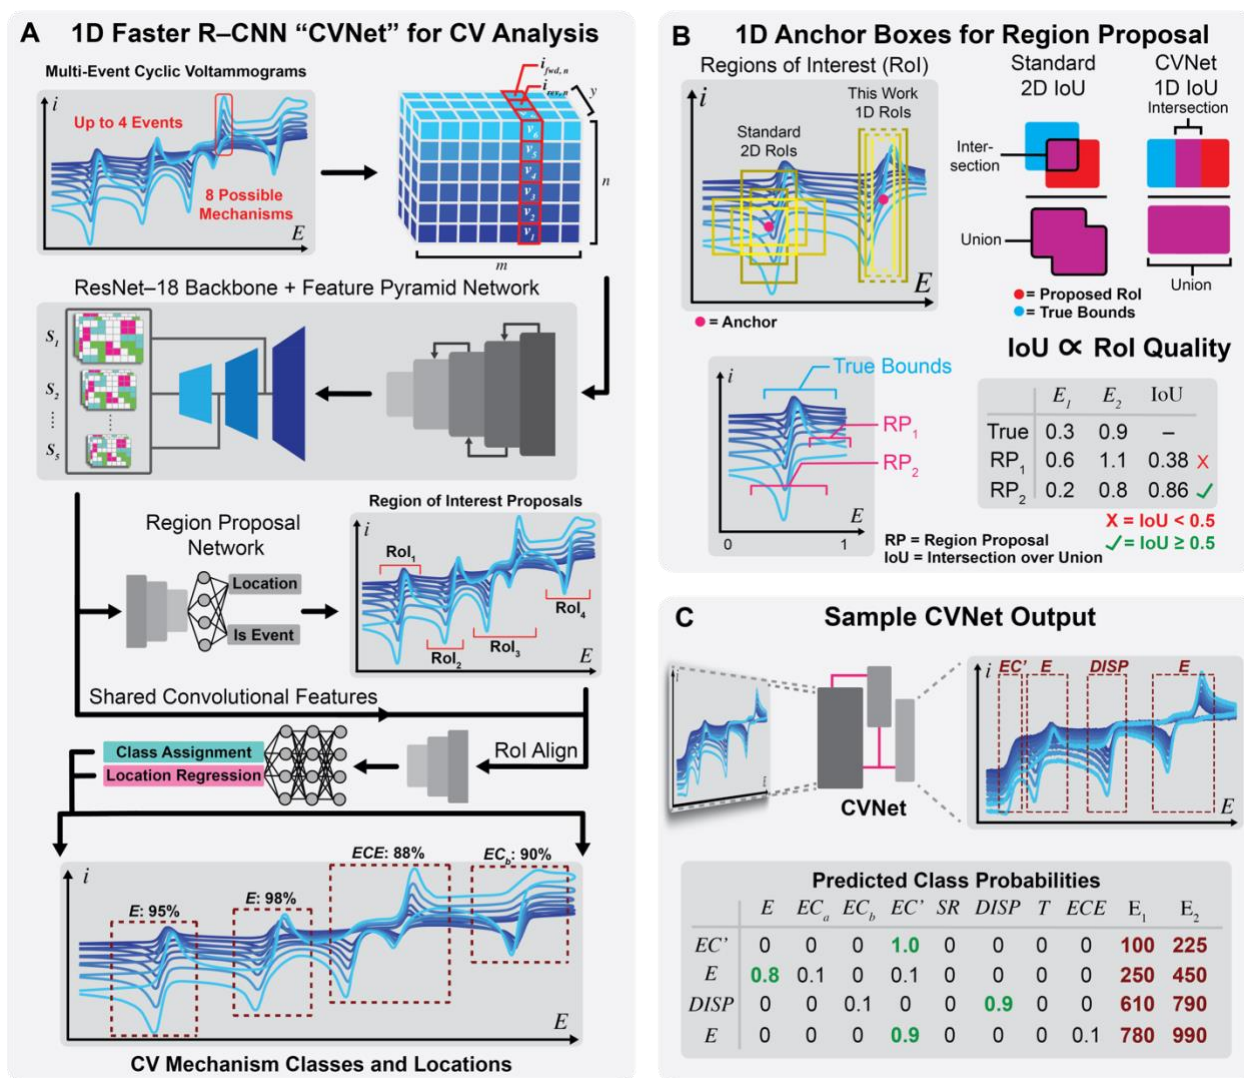 A 1D Faster R–CNN “CVNet” for CV Analysis
Multi-Event Cyclic Voltammograms
i
Up to 4 Events
8 Possible
Mechanisms
E
i fwd, n
i rev, n
y
v6
v5
v4
v3
v2
v1
n
m
ResNet–18 Backbone + Feature Pyramid Network
S1
S2
S5
Region Proposal
Network
Location
Is Event
Region of Interest Proposals
i
RoI1
RoI2
RoI3
RoI4
E
Shared Convolutional Features
Class Assignment
Location Regression
RoI Align
i
E: 95%
E: 98%
ECE: 88%
ECb: 90%
E
CV Mechanism Classes and Locations
B 1D Anchor Boxes for Region Proposal
Regions of Interest (RoI)
i
Standard
2D RoIs
This Work
1D RoIs
E
= Anchor
Standard
2D IoU
CVNet
1D IoU
Intersection
Inter-
section
Union
Union
= Proposed RoI
= True Bounds
IoU ∝ RoI Quality
i
True Bounds
RP1
RP2
E
0 1
RP = Region Proposal
IoU = Intersection over Union
E1 E2 IoU
True 0.3 0.9 –
RP1 0.6 1.1 0.38 X
RP2 0.2 0.8 0.86 ✓
X = IoU < 0.5
✓= IoU ≥ 0.5
C Sample CVNet Output
i
CVNet
i
EC’ E DISP E
E
Predicted Class Probabilities
E ECa ECb EC’ SR DISP T ECE E1 E2
EC’ 0 0 0 1.0 0 0 0 0 100 225
E 0.8 0.1 0 0.1 0 0 0 0 250 450
DISP 0 0 0.1 0 0 0.9 0 0 610 790
E 0 0 0 0.9 0 0 0 0.1 780 990